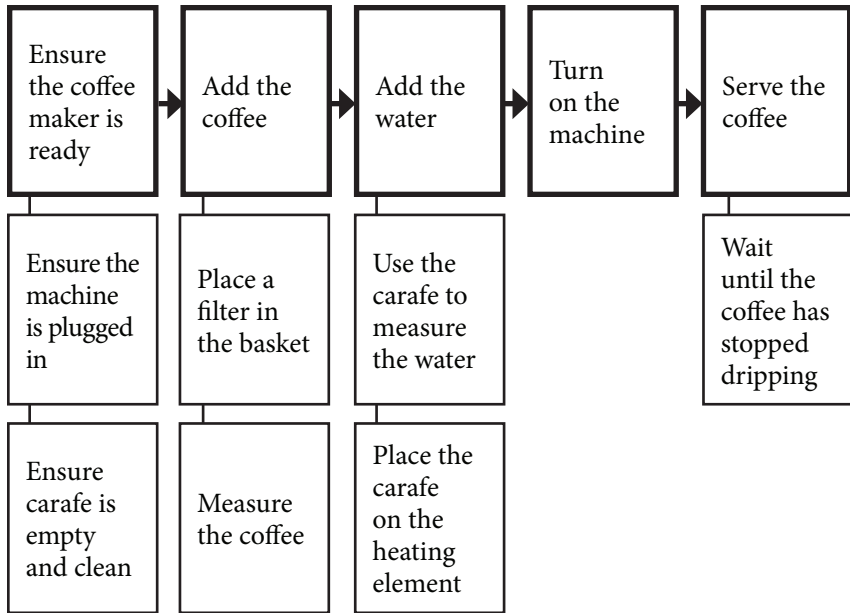 Ensure
the coffee
maker is
ready
Add the
coffee
Add the
water
Turn
on the
machine
Serve the
coffee
Ensure the
machine
is plugged
in
Place a
filter in
the basket
Use the
carafe to
measure
the water
Wait
until the
coffee has
stopped
dripping
Ensure
carafe is
empty
and clean
Measure
the coffee
Place the
carafe
on the
heating
element